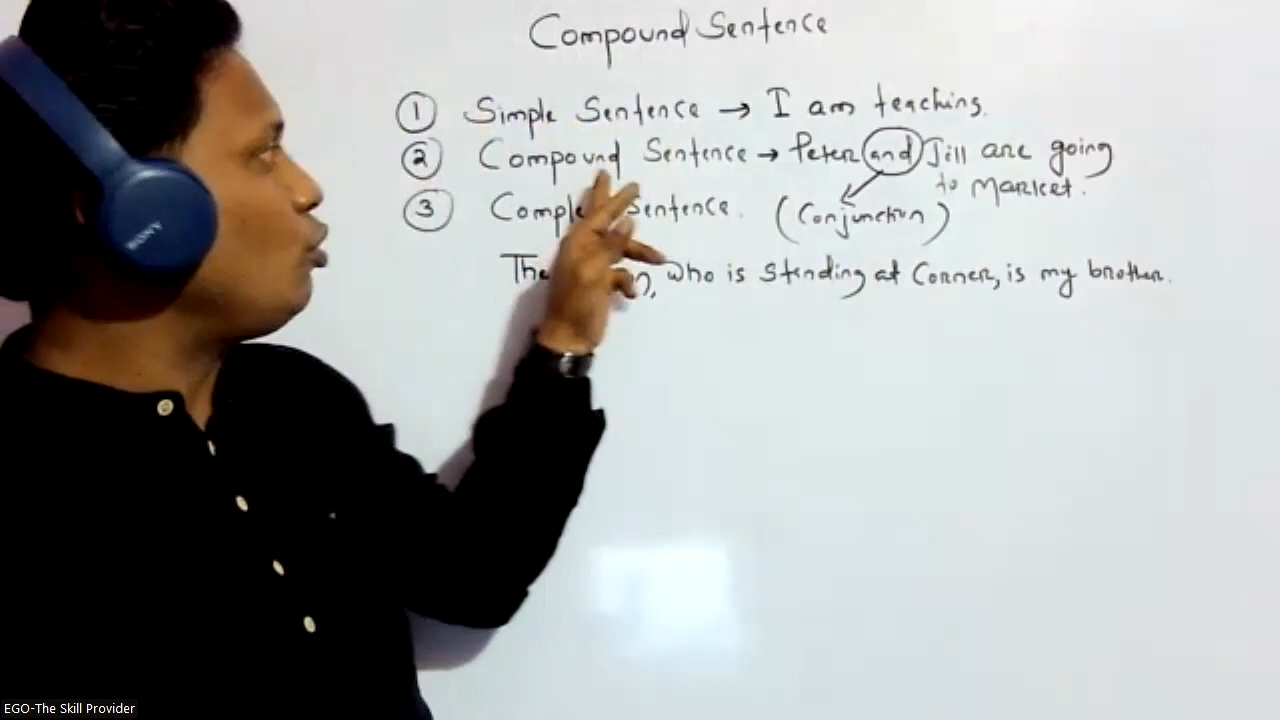 Compound Sentence
1 Simple Sentence → I am teaching.
2 Compound Sentence → Peter and Jill are going
to market.
3 Sentence. (Conjunction)
The , who is standing at corner, is my brother.
SONY
EGO-The Skill Provider